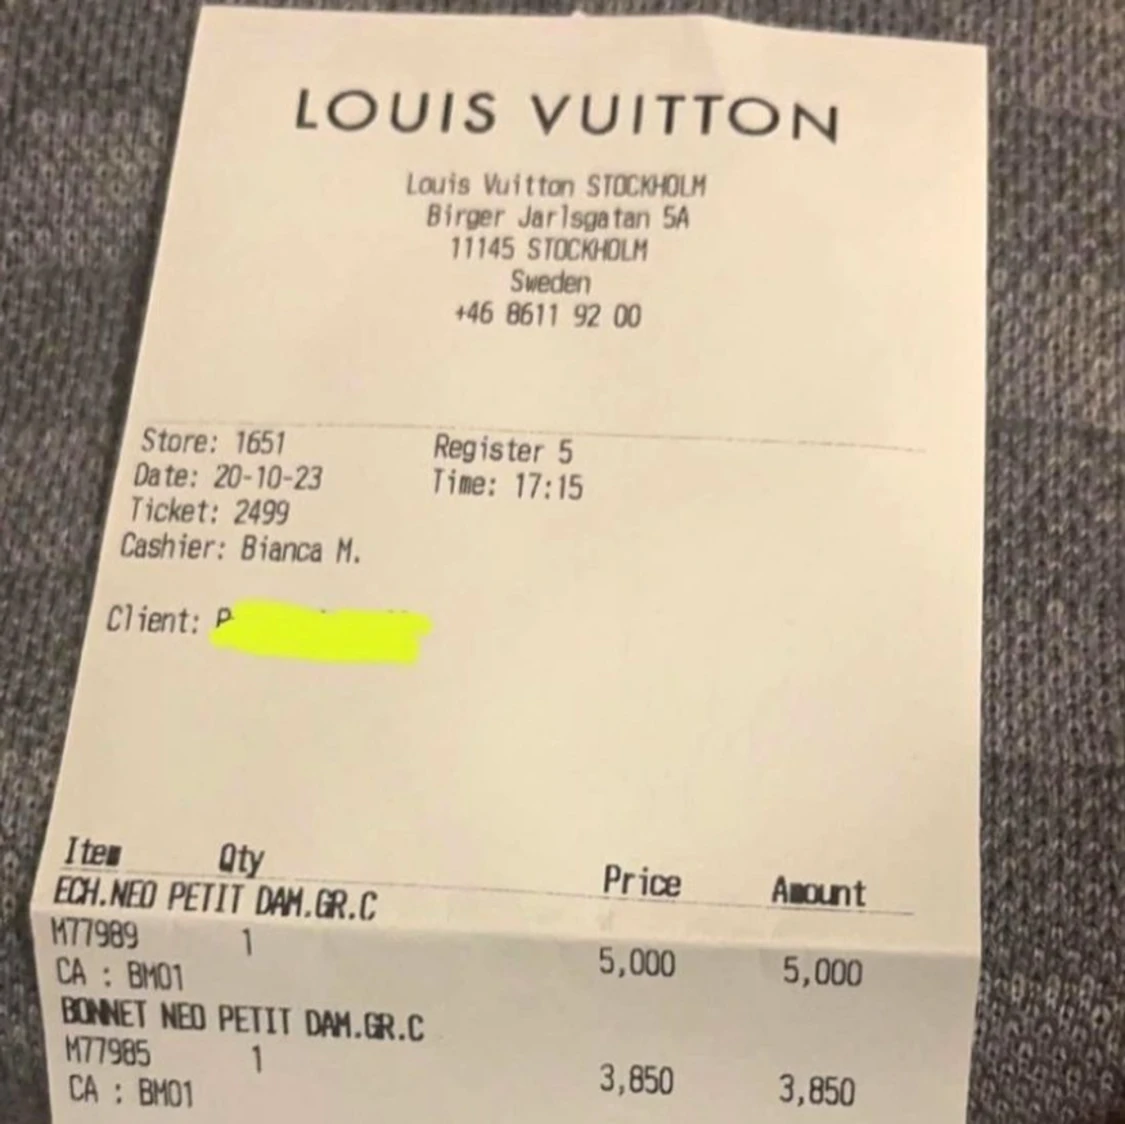 LOUIS VUITTON
Louis Vuitton STOCKHOLM
Birger Jarlsgatan 5A
11145 STOCKHOLM
Sweden
+46 8611 92 00
Store: 1651 Register 5
Date: 20-10-23 Time: 17:15
Ticket: 2499
Cashier: Bianca M.
Client:
Item Qty Price Amount
ECH.NEO PETIT DAM.GR.C
M77989 1 5,000 5,000
CA : BM01
BONNET NEO PETIT DAM.GR.C
M77985 1 3,850 3,850
CA : BM01